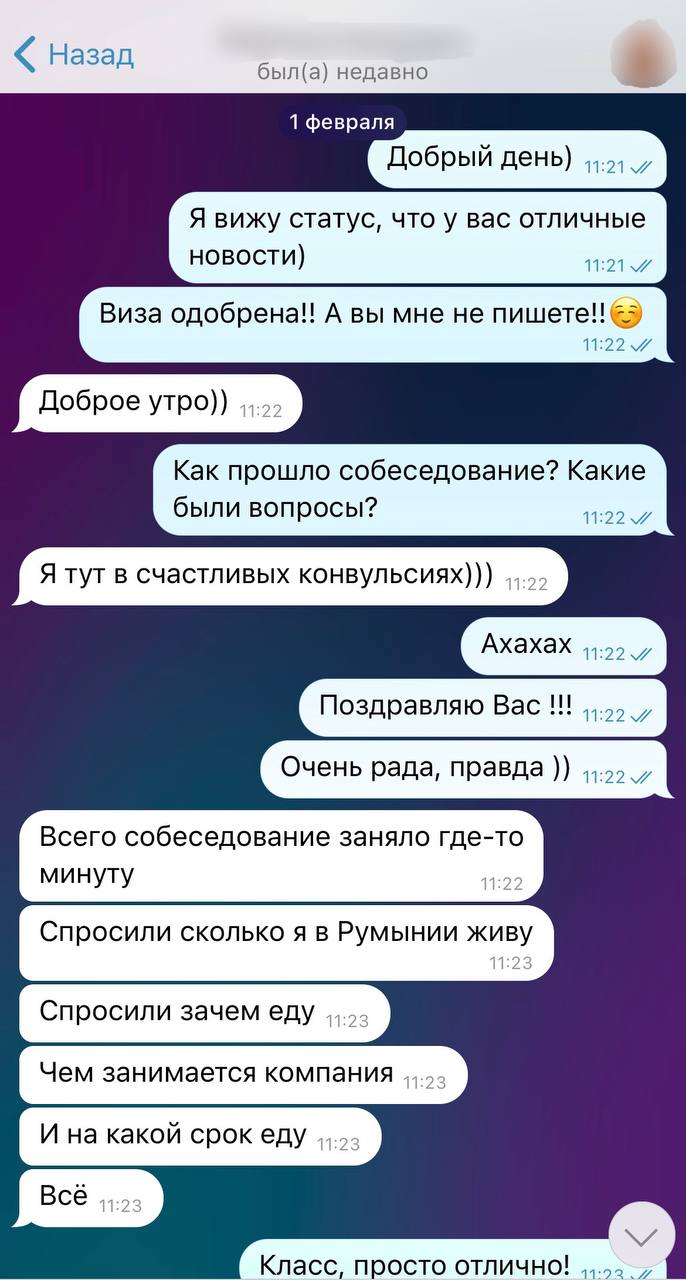 Назад
был(а) недавно
1 февраля
Добрый день) 11:21
Я вижу статус, что у вас отличные
новости) 11:21
Виза одобрена!! А вы мне не пишете!!☺️
11:22
Доброе утро)) 11:22
Как прошло собеседование? Какие
были вопросы? 11:22
Я тут в счастливых конвульсиях))) 11:22
Ахахах 11:22
Поздравляю Вас !!! 11:22
Очень рада, правда )) 11:22
Всего собеседование заняло где-то
минуту 11:22
Спросили сколько я в Румынии живу
11:23
Спросили зачем еду 11:23
Чем занимается компания 11:23
И на какой срок еду 11:23
Всё 11:23
Класс, просто отлично! 11:23